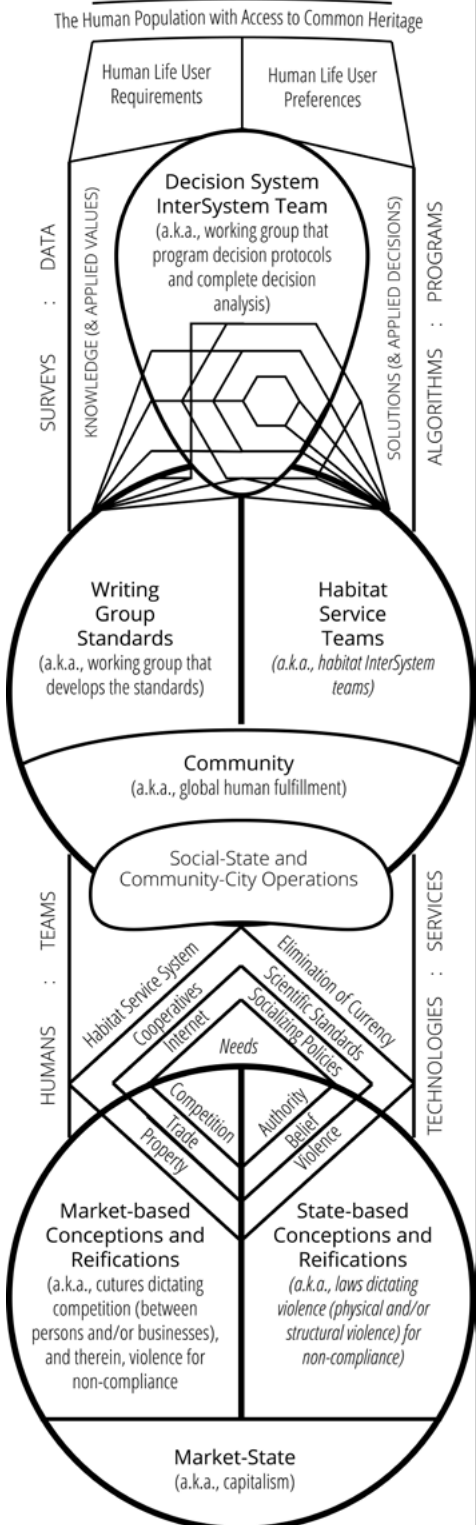 The Human Population with Access to Common Heritage
Human Life User
Requirements
Human Life User
Preferences
Decision System
InterSystem Team
(a.k.a., working group that
program decision protocols
and complete decision
analysis)
SURVEYS : DATA
KNOWLEDGE (& APPLIED VALUES)
SOLUTIONS (& APPLIED DECISIONS)
ALGORITHMS : PROGRAMS
Writing
Group
Standards
(a.k.a., working group that
develops the standards)
Habitat
Service
Teams
(a.k.a., habitat InterSystem
teams)
Community
(a.k.a., global human fulfillment)
Social-State and
Community-City Operations
HUMANS : TEAMS
TECHNOLOGIES : SERVICES
Habitat Service System
Cooperatives
Internet
Elimination of Currency
Scientific Standards
Socializing Policies
Needs
Competition
Trade
Property
Authority
Belief
Violence
Market-based
Conceptions and
Reifications
(a.k.a., cutures dictating
competition (between
persons and/or businesses),
and therein, violence for
non-compliance
State-based
Conceptions and
Reifications
(a.k.a., laws dictating
violence (physical and/or
structural violence) for
non-compliance)
Market-State
(a.k.a., capitalism)